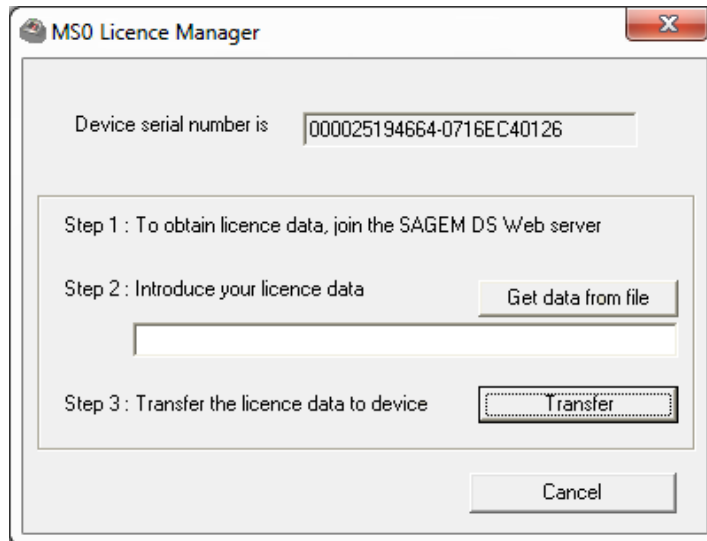 MS0 Licence Manager
Device serial number is 000025194664-0716EC40126
Step 1 : To obtain licence data, join the SAGEM DS Web server
Step 2 : Introduce your licence data
Get data from file
Step 3 : Transfer the licence data to device
Transfer
Cancel